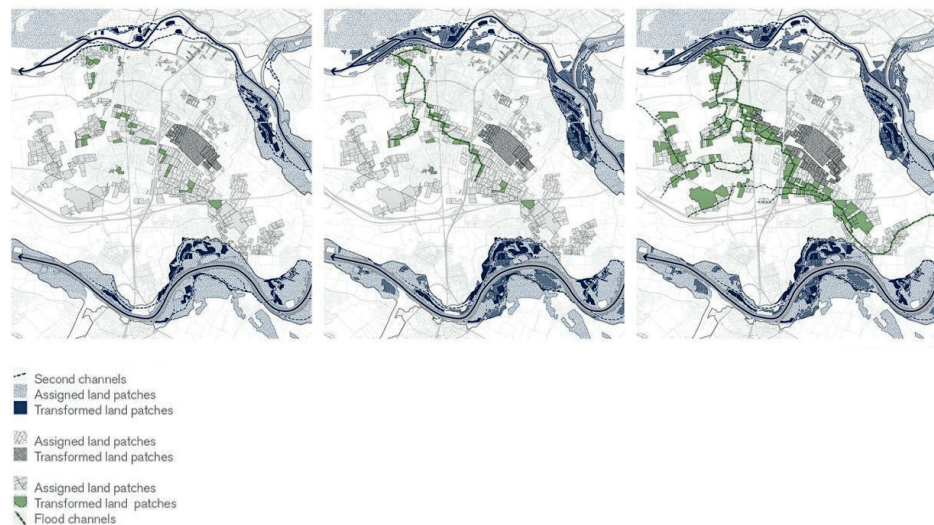 Second channels
Assigned land patches
Transformed land patches
Assigned land patches
Transformed land patches
Assigned land patches
Transformed land patches
Flood channels